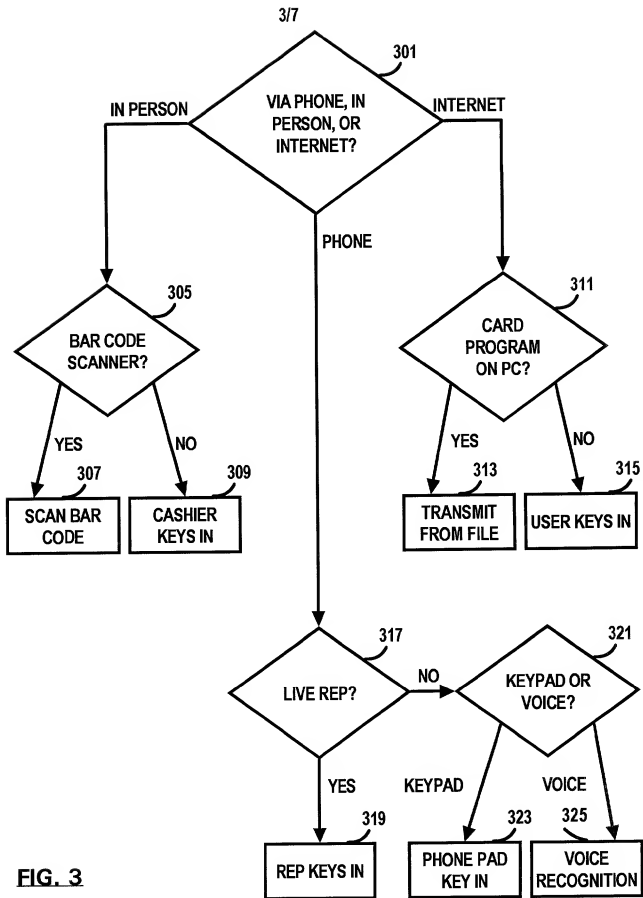 3/7
301
VIA PHONE, IN
PERSON, OR
INTERNET?
IN PERSON
INTERNET
PHONE
305
BAR CODE
SCANNER?
311
CARD
PROGRAM
ON PC?
YES
NO
YES
NO
307
SCAN BAR
CODE
309
CASHIER
KEYS IN
313
TRANSMIT
FROM FILE
315
USER KEYS IN
317
LIVE REP?
NO
321
KEYPAD OR
VOICE?
YES
KEYPAD
VOICE
319
REP KEYS IN
323
PHONE PAD
KEY IN
325
VOICE
RECOGNITION
FIG. 3